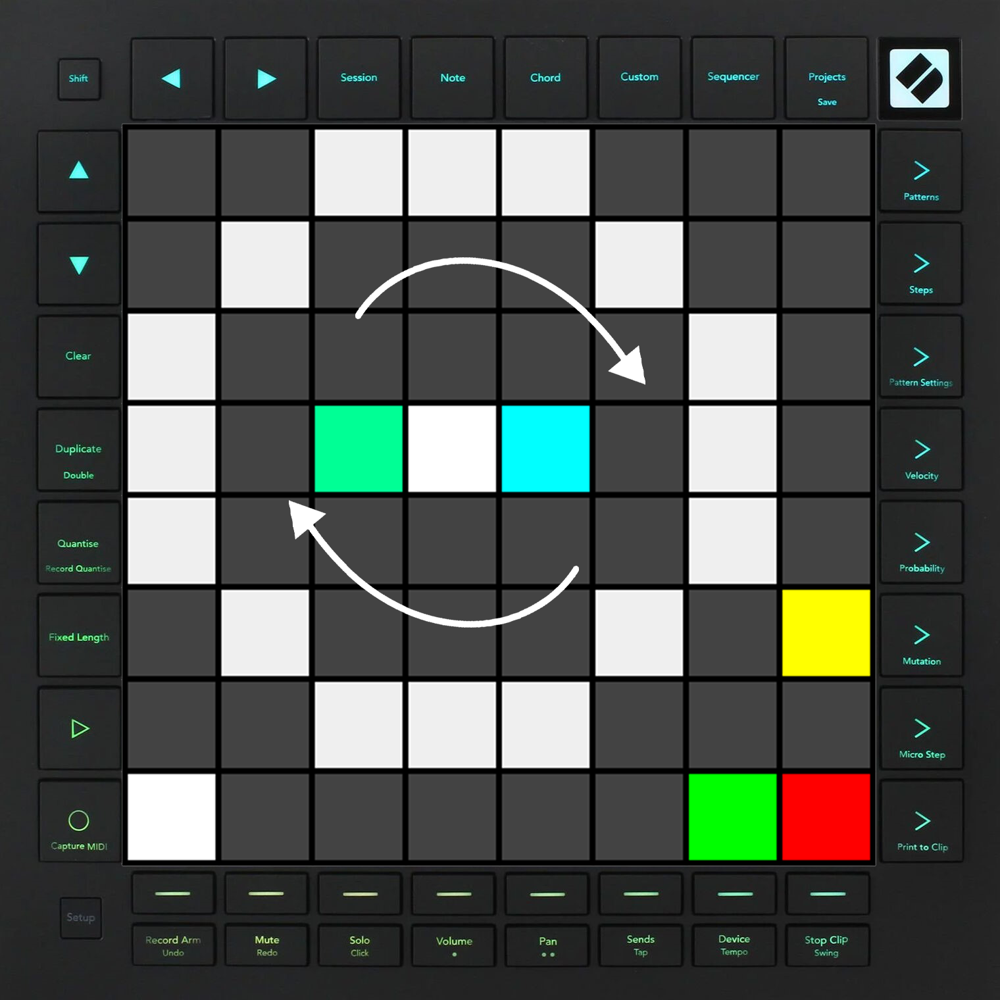 Shift
Session
Note
Chord
Custom
Sequencer
Projects
Save
Patterns
Steps
Clear
Pattern Settings
Duplicate
Double
Velocity
Quantise
Record Quantise
Probability
Fixed Length
Mutation
Micro Step
Capture MIDI
Print to Clip
Setup
Record Arm
Undo
Mute
Redo
Solo
Click
Volume
Pan
Sends
Tap
Device
Tempo
Stop Clip
Swing